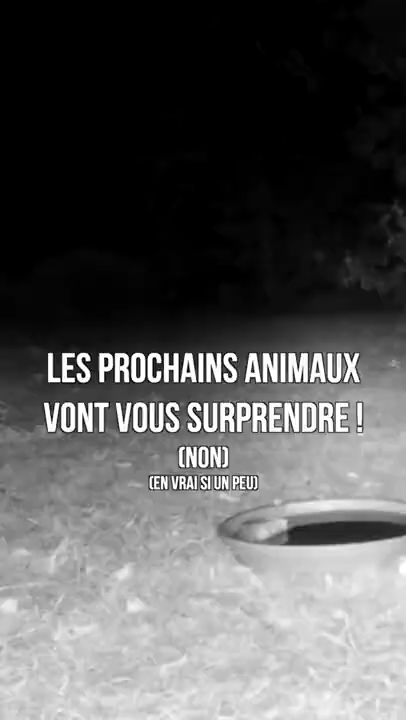 LES PROCHAINS ANIMAUX
VONT VOUS SURPRENDRE !
(NON)
(EN VRAI SI UN PEU)